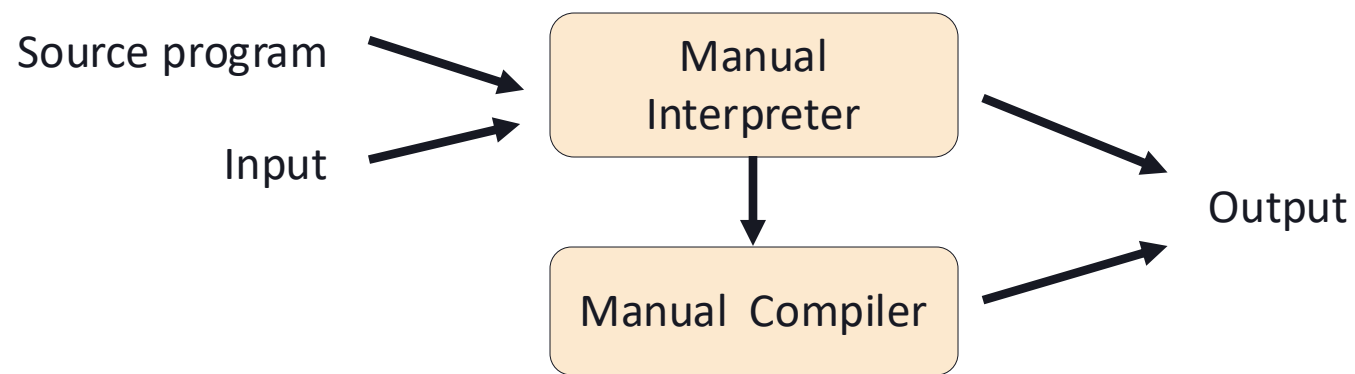 Source program
Manual
Interpreter
Input
Output
Manual Compiler